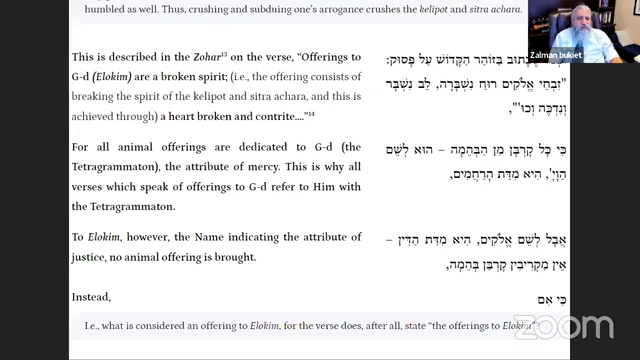 humbled as well. Thus, crushing and subduing one's arrogance crushes the kelipot and sitra achara.
Zalman bukiet
This is described in the Zohar13 on the verse, "Offerings to
G-d (Elokim) are a broken spirit; (i.e., the offering consists of
breaking the spirit of the kelipot and sitra achara, and this is
achieved through) a heart broken and contrite...."14
בַּזּוֹהַר הַקָּדוֹשׁ עַל פָּסוּק:
"זִבְחֵי אֱלֹקִים רוּחַ נִשְׁבָּרָה, לֵב נִשְׁבָּר
וְנִדְכֶּה וְכוּ'",
For all animal offerings are dedicated to G-d (the
Tetragrammaton), the attribute of mercy. This is why all
verses which speak of offerings to G-d refer to Him with
the Tetragrammaton.
כִּי כָּל קָרְבָּן מִן הַבְּהֵמָה – הוּא לְשֵׁם
הַוָיָ', הִיא מִדַּת הָרַחֲמִים,
To Elokim, however, the Name indicating the attribute of
justice, no animal offering is brought.
אֲבָל לְשֵׁם אֱלֹקִים, הִיא מִדַּת הַדִּין –
אֵין מַקְרִיבִין קָרְבַּן בְּהֵמָה,
Instead,
כִּי אִם
I.e., what is considered an offering to Elokim, for the verse does, after all, state "the offerings to Elokim"?
zoom